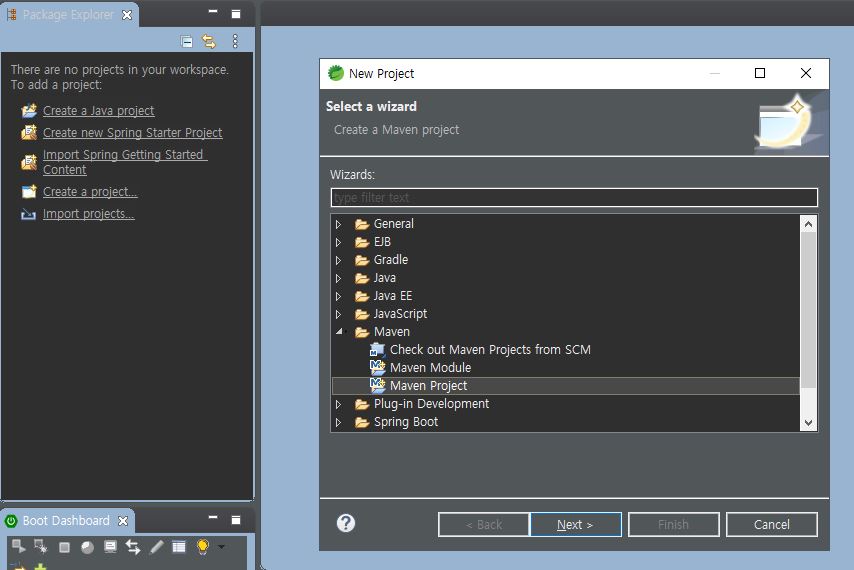 Package Explorer
There are no projects in your workspace.
To add a project:
Create a Java project
Create new Spring Starter Project
Import Spring Getting Started
Content
Create a project...
Import projects...
Boot Dashboard
New Project
Select a wizard
Create a Maven project
Wizards:
type filter text
General
EJB
Gradle
Java
Java EE
JavaScript
Maven
Check out Maven Projects from SCM
Maven Module
Maven Project
Plug-in Development
Spring Boot
< Back
Next >
Finish
Cancel